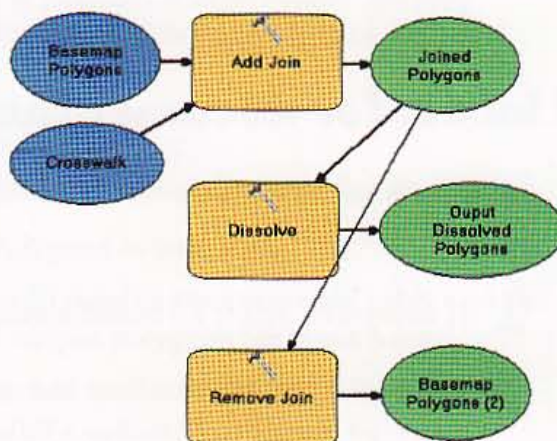 Basemap
Polygons
Add Join
Joined
Polygons
Crosswalk
Dissolve
Ouput
Dissolved
Polygons
Remove Join
Basemap
Polygons (2)